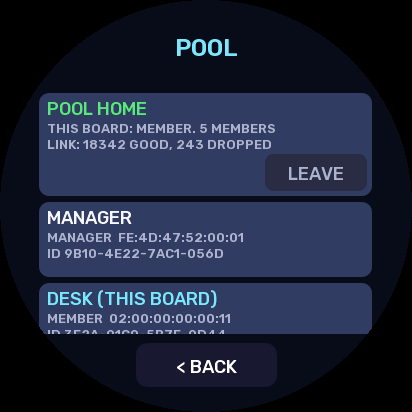 POOL
POOL HOME
THIS BOARD: MEMBER. 5 MEMBERS
LINK: 18342 GOOD, 243 DROPPED
LEAVE
MANAGER
MANAGER FE:4D:47:52:00:01
ID 9B10-4E22-7AC1-056D
DESK (THIS BOARD)
MEMBER 02:00:00:00:00:11
< BACK